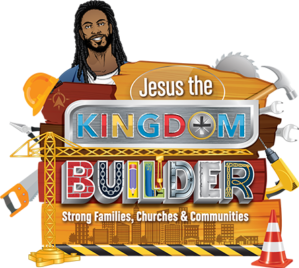 Jesus the
KINGDOM
BUILDER
Strong Families, Churches & Communities